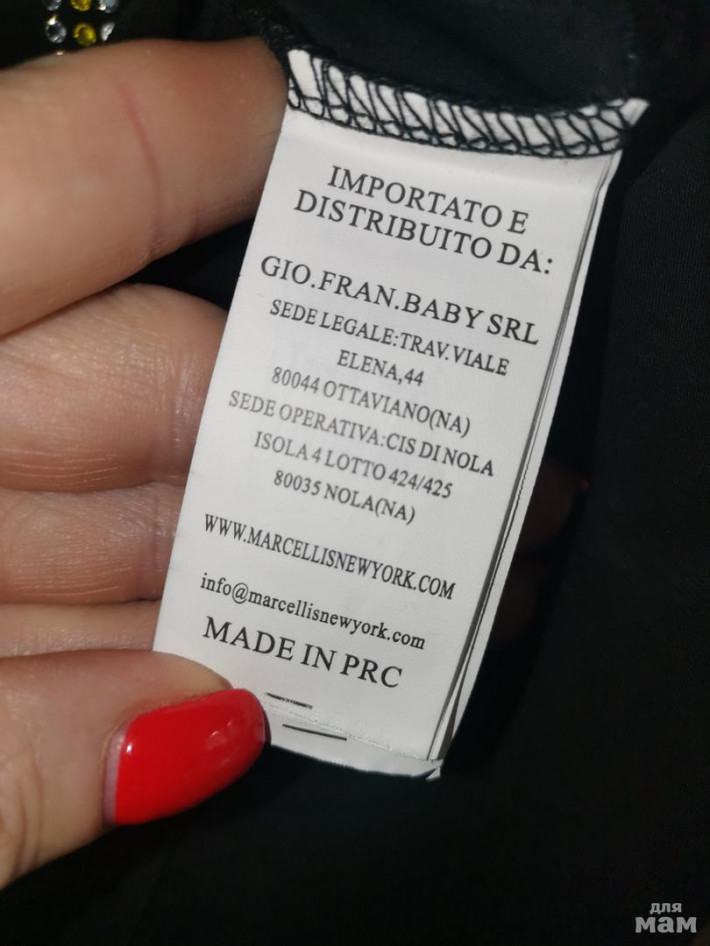 IMPORTATO E
DISTRIBUITO DA:
GIO.FRAN.BABY SRL
SEDE LEGALE:TRAV.VIALE
ELENA,44
80044 OTTAVIANO(NA)
SEDE OPERATIVA:CIS DI NOLA
ISOLA 4 LOTTO 424/425
80035 NOLA(NA)
WWW.MARCELLISNEWYORK.COM
info@marcellisnewyork.com
MADE IN PRC
для
мам